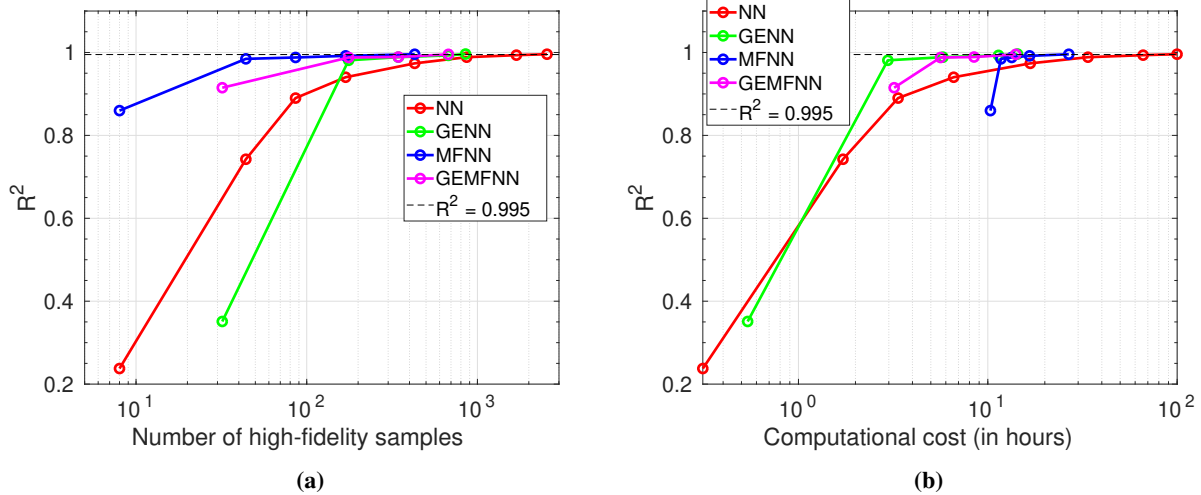 1
0.8
0.6
0.4
0.2
R²
10¹
10²
10³
Number of high-fidelity samples
NN
GENN
MFNN
GEMFNN
R² = 0.995
(a)
NN
GENN
MFNN
GEMFNN
R² = 0.995
1
0.8
0.6
0.4
0.2
R²
10⁰
10¹
10²
Computational cost (in hours)
(b)